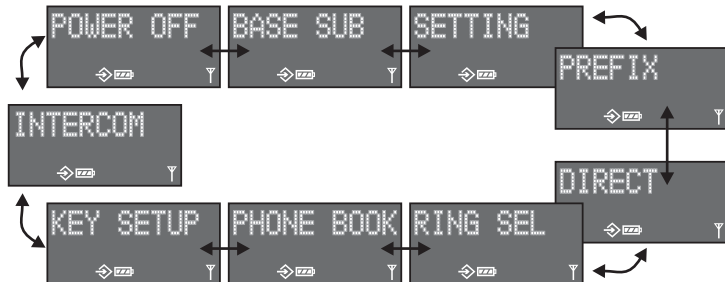 POWER OFF
BASE SUB
SETTING
PREFIX
INTERCOM
DIRECT
KEY SETUP
PHONE BOOK
RING SEL